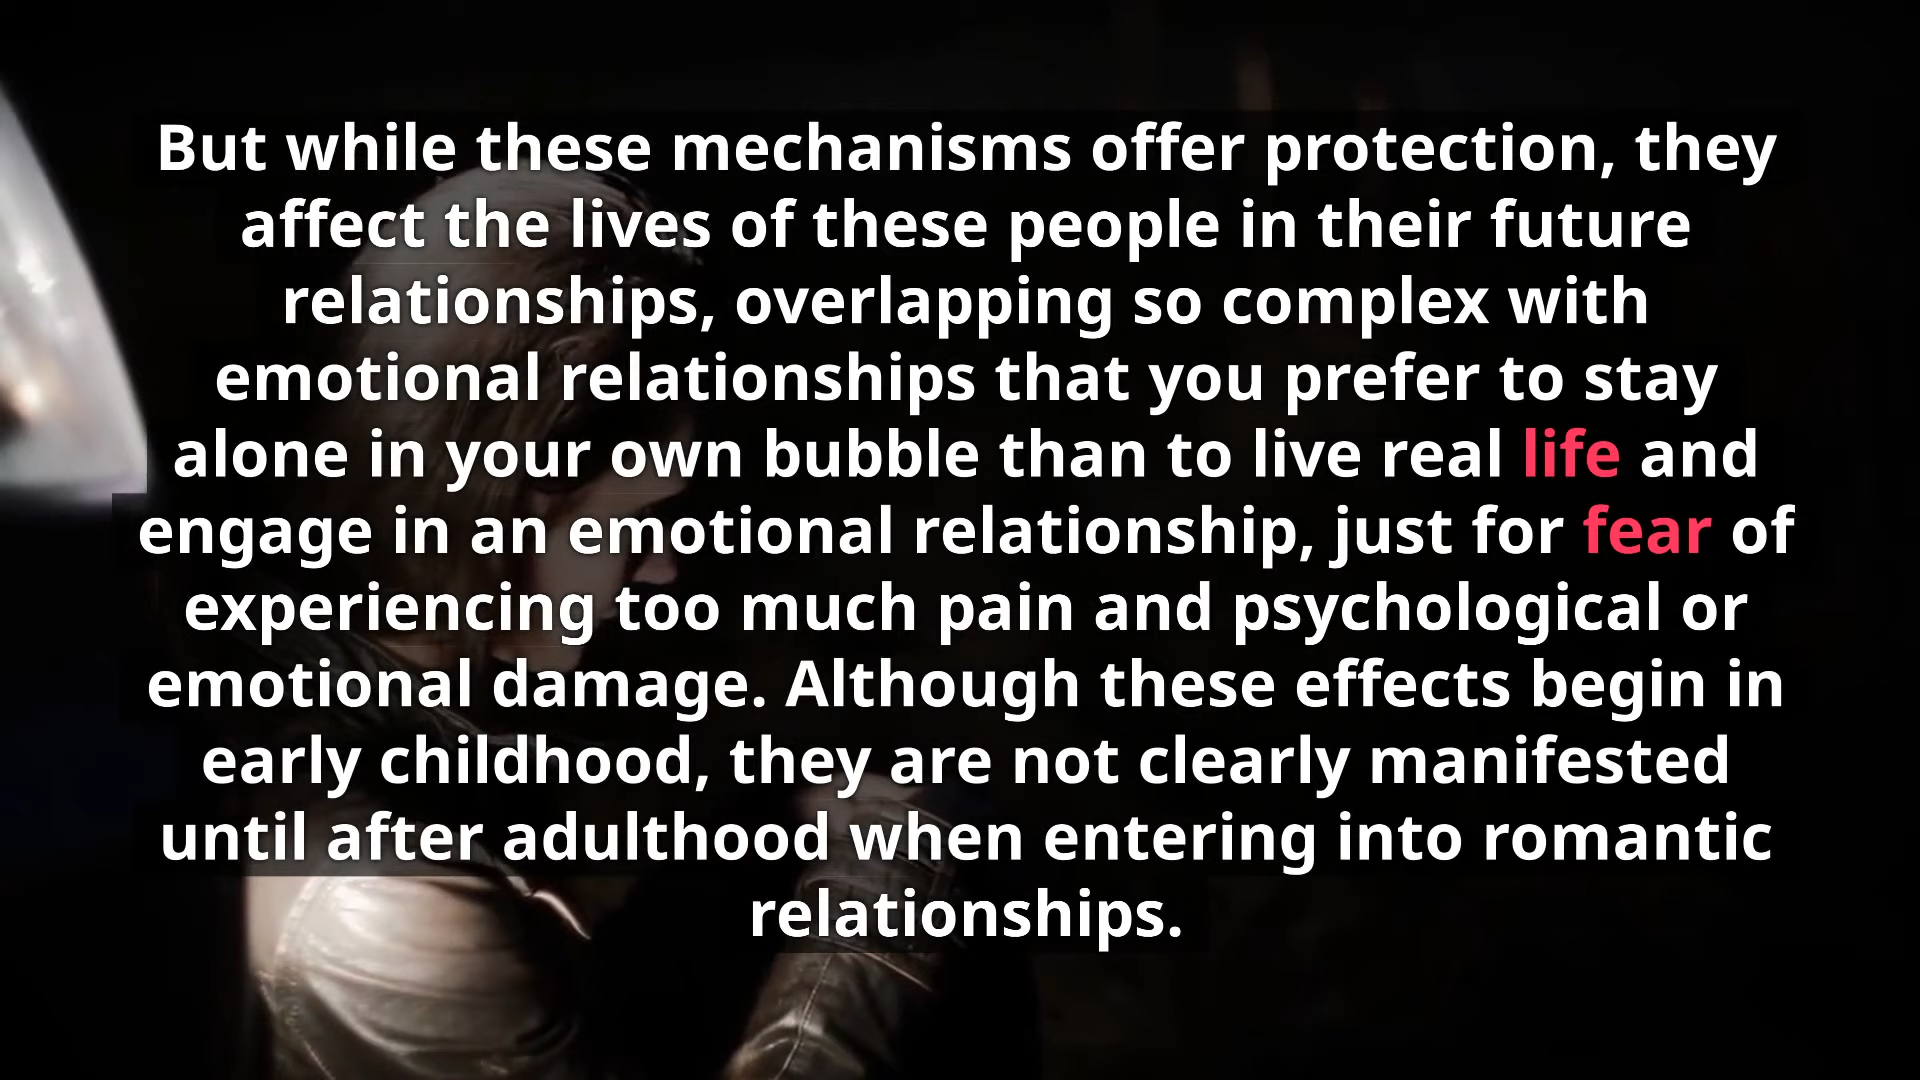 But while these mechanisms offer protection, they
affect the lives of these people in their future
relationships, overlapping so complex with
emotional relationships that you prefer to stay
alone in your own bubble than to live real life and
engage in an emotional relationship, just for fear of
experiencing too much pain and psychological or
emotional damage. Although these effects begin in
early childhood, they are not clearly manifested
until after adulthood when entering into romantic
relationships.